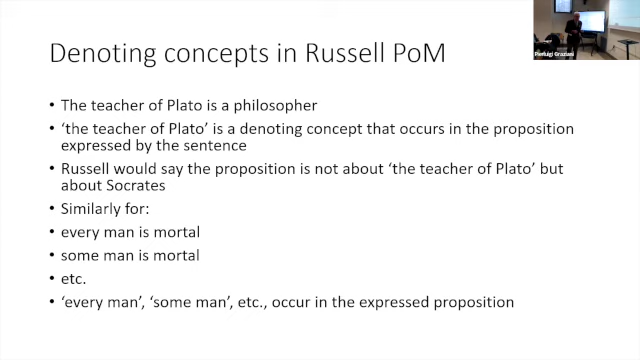 Denoting concepts in Russell PoM
Pierluigi Graziani
• The teacher of Plato is a philosopher
• ‘the teacher of Plato’ is a denoting concept that occurs in the proposition
expressed by the sentence
• Russell would say the proposition is not about ‘the teacher of Plato’ but
about Socrates
• Similarly for:
• every man is mortal
• some man is mortal
• etc.
• ‘every man’, ‘some man’, etc., occur in the expressed proposition